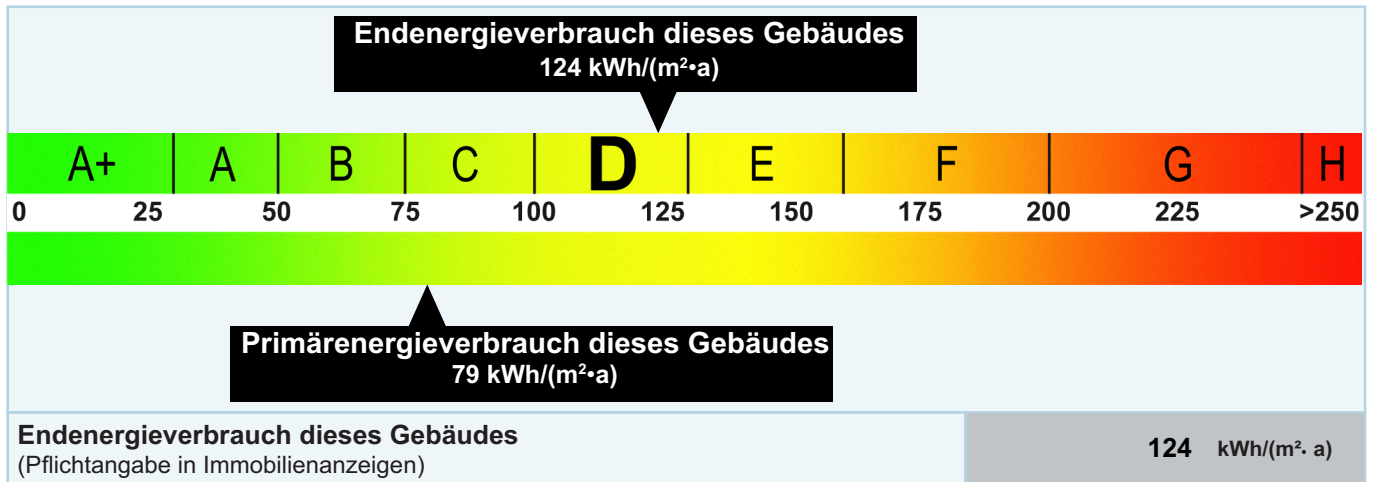 Endenergieverbrauch dieses Gebäudes
124 kWh/(m²•a)
A+ A B C D E F G H
0 25 50 75 100 125 150 175 200 225 >250
Primärenergieverbrauch dieses Gebäudes
79 kWh/(m²•a)
Endenergieverbrauch dieses Gebäudes
(Pflichtangabe in Immobilienanzeigen)
124 kWh/(m²· a)